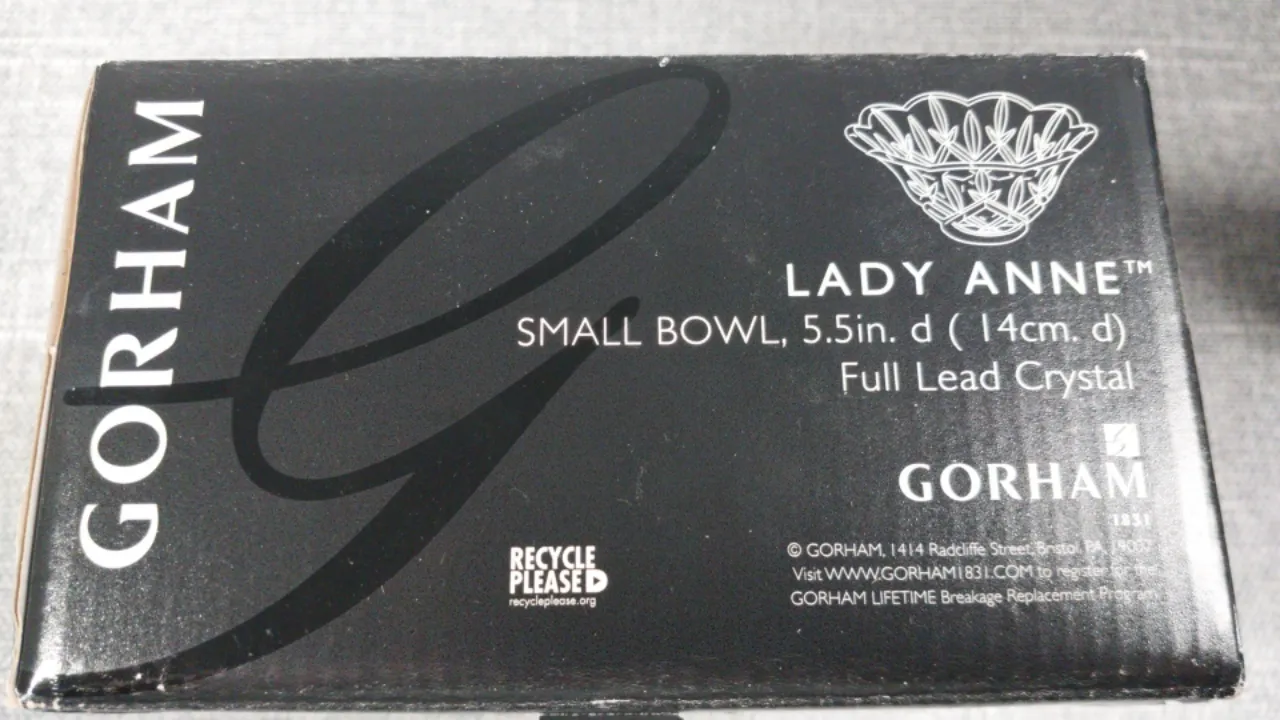 GORHAM
LADY ANNE™
SMALL BOWL, 5.5in. d ( 14cm. d)
Full Lead Crystal
GORHAM
1831
© GORHAM, 1414 Radcliffe Street, Bristol, PA, 19007
Visit WWW.GORHAM1831.COM to register for the
GORHAM LIFETIME Breakage Replacement Program.
RECYCLE
PLEASE
recycleplease.org